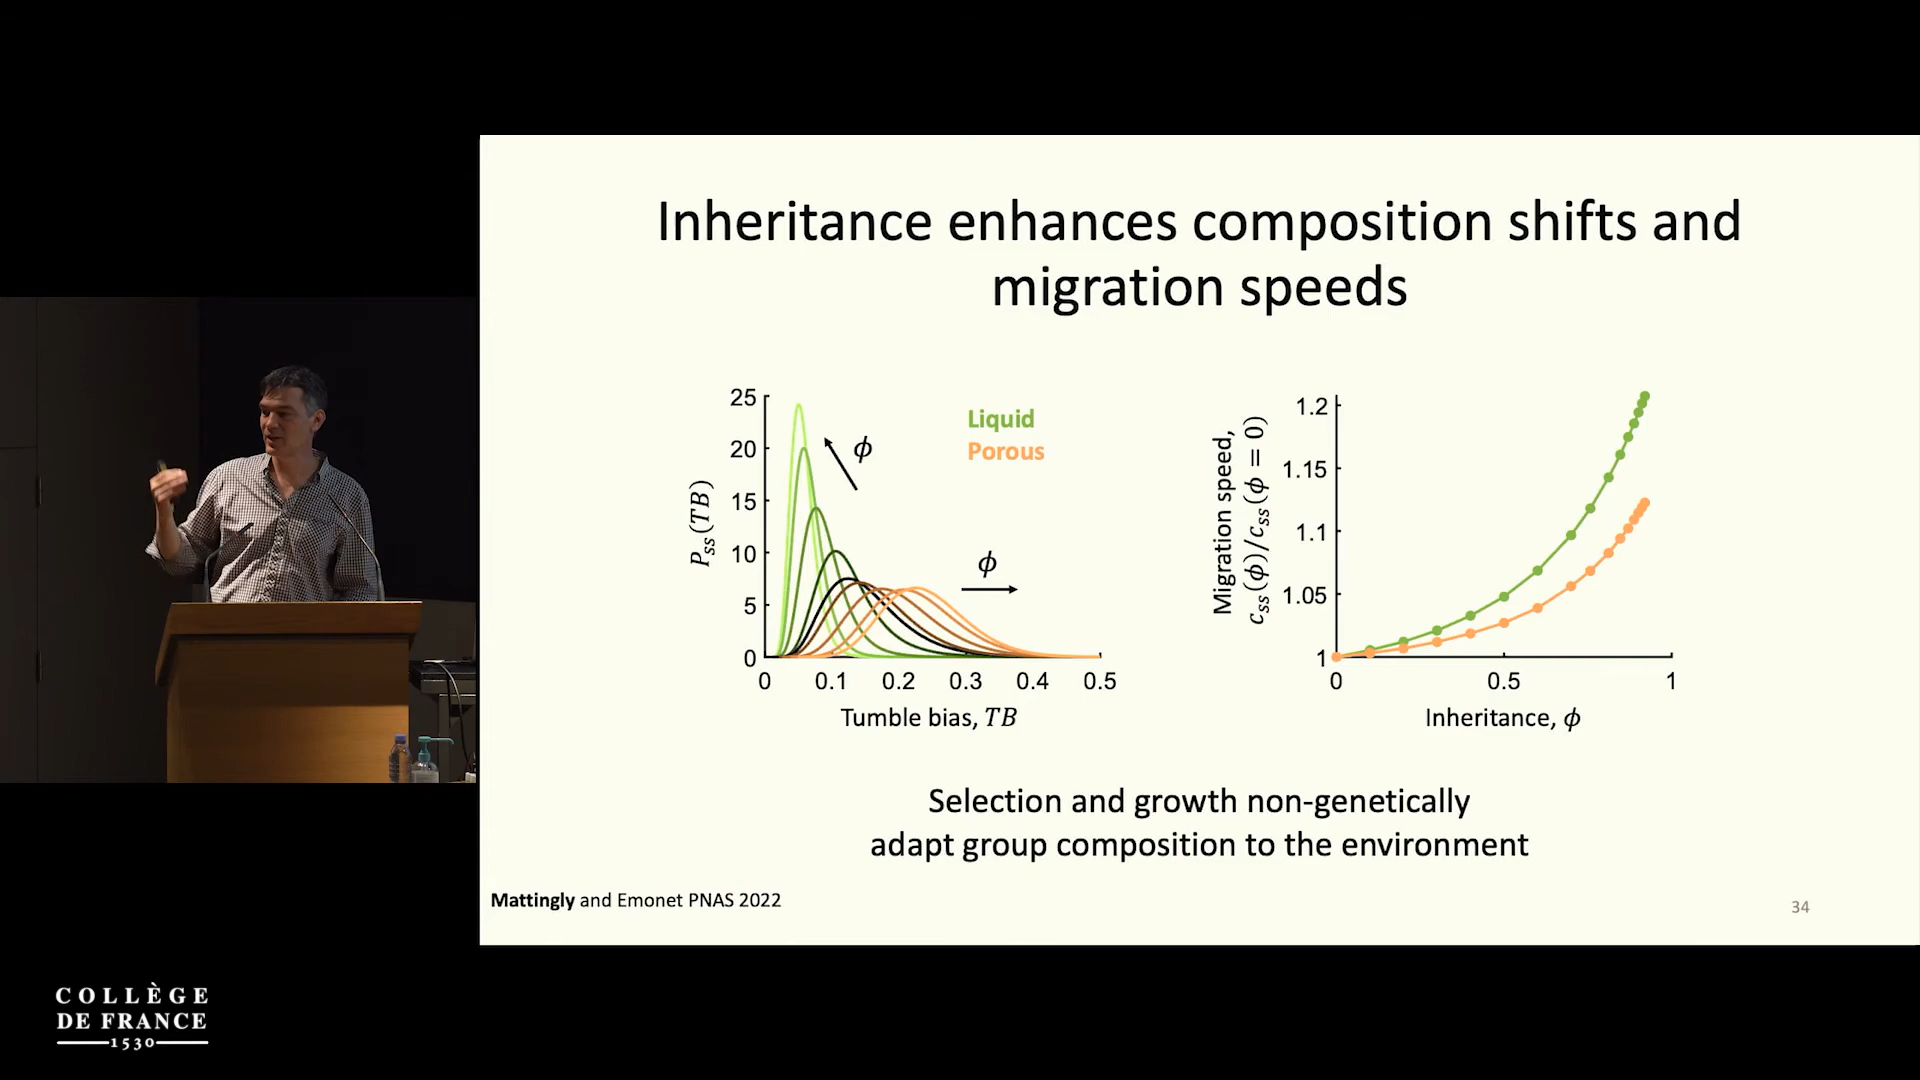 Inheritance enhances composition shifts and
migration speeds
25
20
15
10
5
0
0 0.1 0.2 0.3 0.4 0.5
P_ss(TB)
Tumble bias, TB
ϕ
ϕ
Liquid
Porous
1.2
1.15
1.1
1.05
1
0 0.5 1
Migration speed,
c_ss(ϕ)/c_ss(ϕ = 0)
Inheritance, ϕ
Selection and growth non-genetically
adapt group composition to the environment
Mattingly and Emonet PNAS 2022
34
COLLÈGE
DE FRANCE
1530